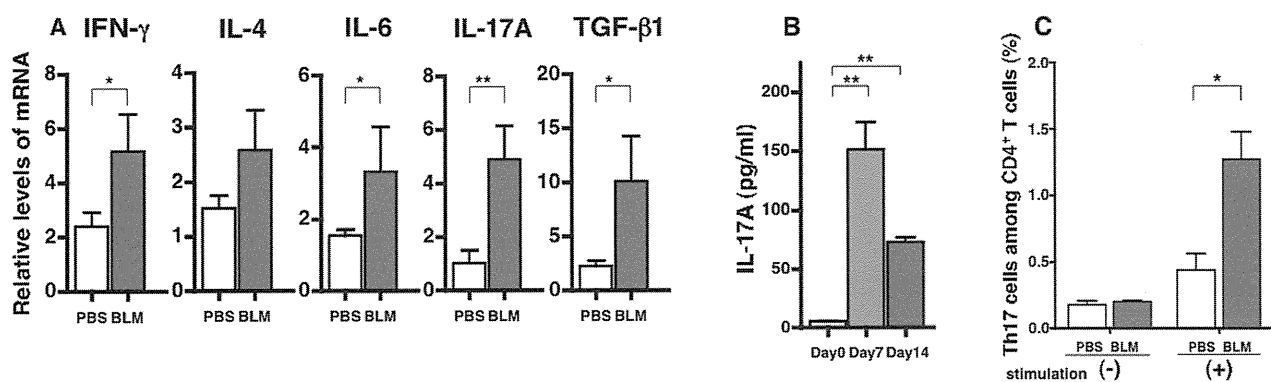 A IFN-γ IL-4 IL-6 IL-17A TGF-β1
Relative levels of mRNA
* * ** *
8 6 4 2 0
4 3 2 1 0
6 4 2 0
8 6 4 2 0
20 15 10 5 0
PBS BLM PBS BLM PBS BLM PBS BLM PBS BLM
B
IL-17A (pg/ml)
**
**
200
150
100
50
0
Day0 Day7 Day14
C
Th17 cells among CD4⁺ T cells (%)
*
2.0
1.5
1.0
0.5
0.0
PBS BLM PBS BLM
stimulation (-) (+)